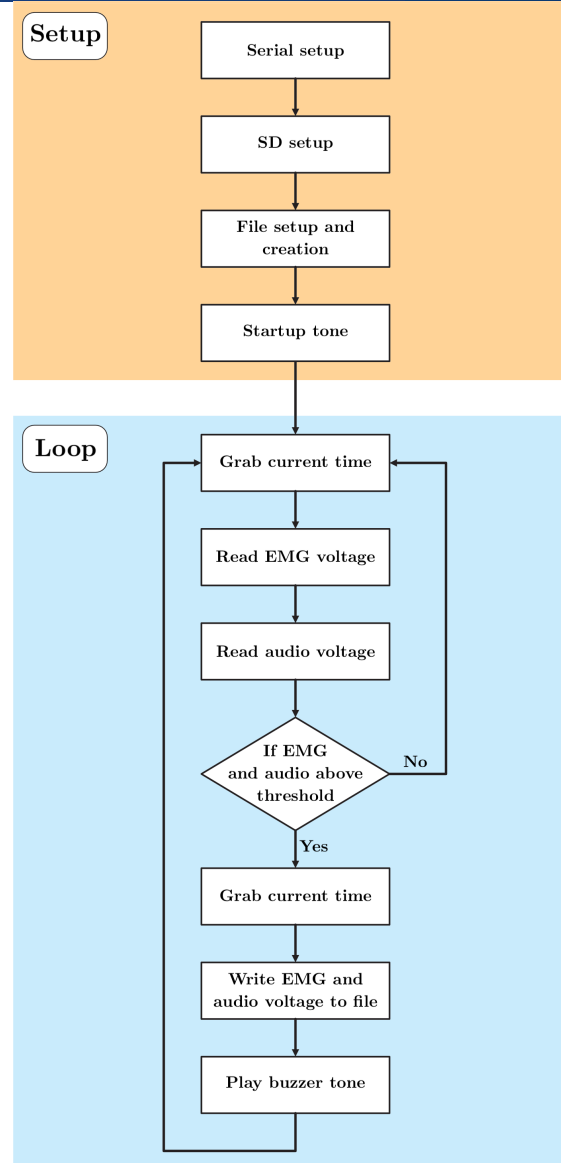 Setup
Serial setup
SD setup
File setup and
creation
Startup tone
Loop
Grab current time
Read EMG voltage
Read audio voltage
If EMG
and audio above
threshold
No
Yes
Grab current time
Write EMG and
audio voltage to file
Play buzzer tone